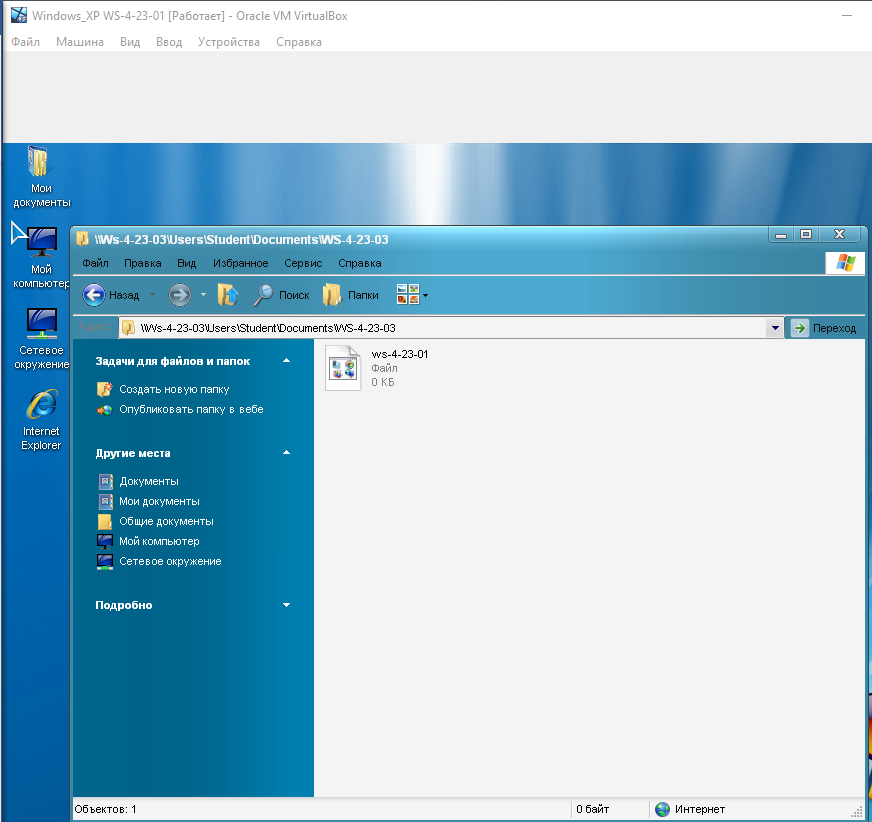 Windows_XP WS-4-23-01 [Работает] - Oracle VM VirtualBox
Файл Машина Вид Ввод Устройства Справка
Мои
документы
Мой
компьютер
Сетевое
окружение
Internet
Explorer
\\Ws-4-23-03\Users\Student\Documents\WS-4-23-03
Файл Правка Вид Избранное Сервис Справка
Назад Поиск Папки
\\Ws-4-23-03\Users\Student\Documents\WS-4-23-03 Переход
Задачи для файлов и папок
Создать новую папку
Опубликовать папку в вебе
Другие места
Документы
Мои документы
Общие документы
Мой компьютер
Сетевое окружение
Подробно
ws-4-23-01
Файл
0 КБ
Объектов: 1 0 байт Интернет